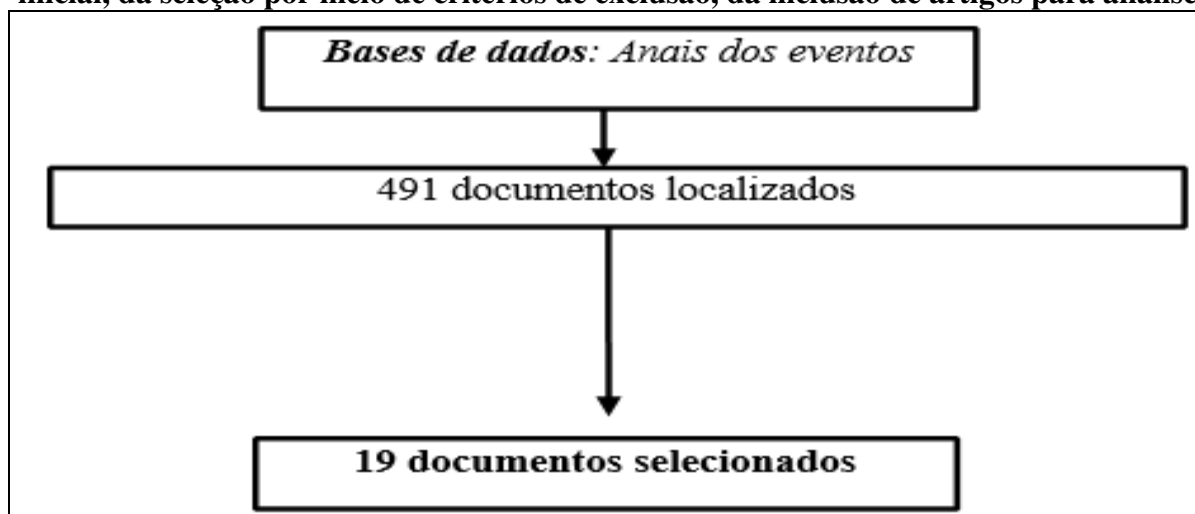 inicial, da seleção por meio de critérios de exclusão, da inclusão de artigos para análise
Bases de dados: Anais dos eventos
491 documentos localizados
19 documentos selecionados